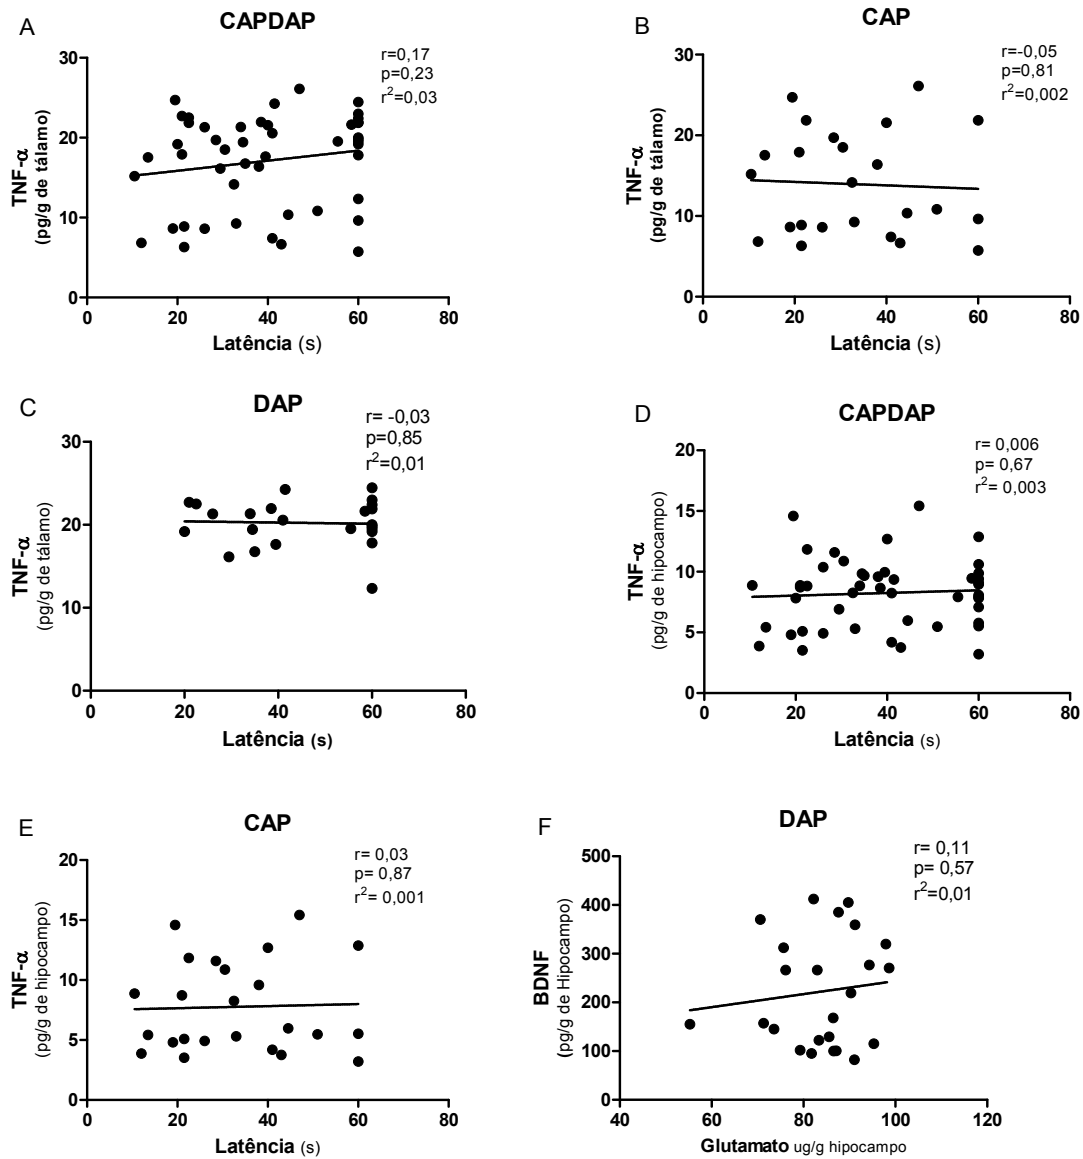 A
CAPDAP
r=0,17
p=0,23
r²=0,03
TNF-α
(pg/g de tálamo)
30
20
10
0
0 20 40 60 80
Latência (s)
B
CAP
r=-0,05
p=0,81
r²=0,002
TNF-α
(pg/g de tálamo)
30
20
10
0
0 20 40 60 80
Latência (s)
C
DAP
r= -0,03
p=0,85
r²=0,01
TNF-α
(pg/g de tálamo)
30
20
10
0
0 20 40 60 80
Latência (s)
D
CAPDAP
r= 0,006
p= 0,67
r²= 0,003
TNF-α
(pg/g de hipocampo)
20
15
10
5
0
0 20 40 60 80
Latência (s)
E
CAP
r= 0,03
p= 0,87
r²= 0,001
TNF-α
(pg/g de hipocampo)
20
15
10
5
0
0 20 40 60 80
Latência (s)
F
DAP
r= 0,11
p= 0,57
r²=0,01
BDNF
(pg/g de Hipocampo)
500
400
300
200
100
0
40 60 80 100 120
Glutamato ug/g hipocampo